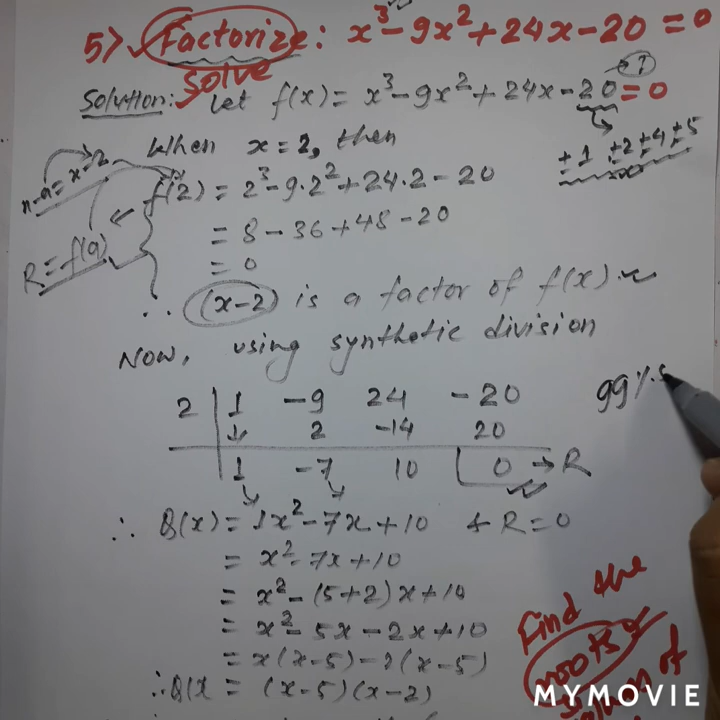 5) Factorize: x³-9x²+24x-20 = 0
Solve
Solution: Let f(x) = x³-9x²+24x-20 = 0
①
±1, ±2 ±4 ±5
When x=2, then
x-a = x=2
f(2) = 2³-9.2²+24.2-20
= 8-36+48-20
R=f(a)
= 0
∴ (x-2) is a factor of f(x)
Now, using synthetic division
2 | 1 -9 24 -20
↓ 2 -14 20
1 -7 10 0 → R
99%
∴ Q(x) = 1x²-7x+10 & R=0
= x²-7x+10
= x²-(5+2)x+10
= x²-5x-2x+10
= x(x-5)-2(x-5)
∴ Q(x = (x-5)(x-2)
Find the
roots or
of
MYMOVIE